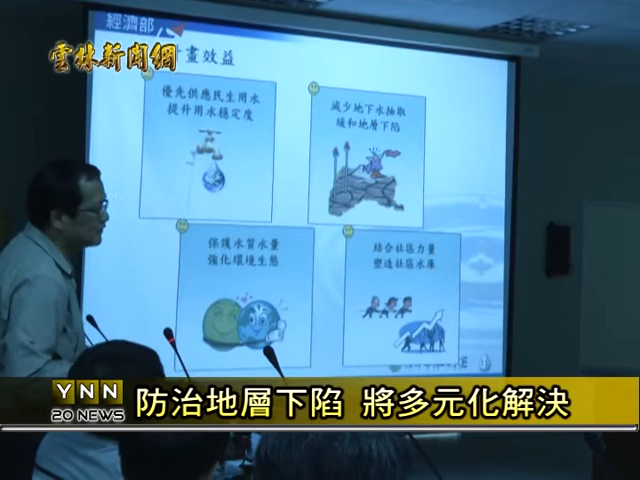 經濟部
雲林新聞網
計畫效益
優先供應民生用水
提升用水穩定度
減少地下水抽取
緩和地層下陷
保護水質水量
強化環境生態
結合社區力量
塑造社區水庫
YNN
20 NEWS
防治地層下陷 將多元化解決